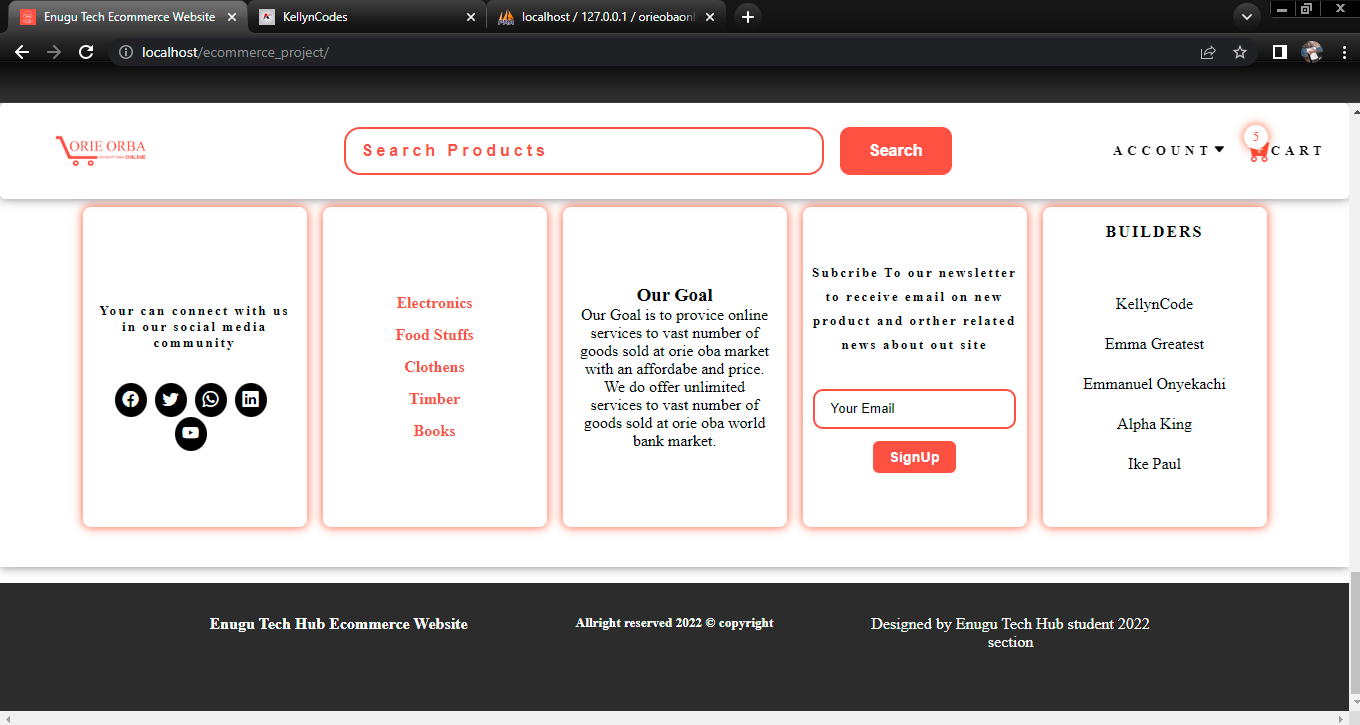 Enugu Tech Ecommerce Website
KellynCodes
localhost / 127.0.0.1 / orieobaonl
localhost/ecommerce_project/
ORIE ORBA
ONLINE
Search Products
Search
ACCOUNT
5
CART
Your can connect with us
in our social media
community
Electronics
Food Stuffs
Clothens
Timber
Books
Our Goal
Our Goal is to provice online
services to vast number of
goods sold at orie oba market
with an affordabe and price.
We do offer unlimited
services to vast number of
goods sold at orie oba world
bank market.
Subcribe To our newsletter
to receive email on new
product and orther related
news about out site
Your Email
SignUp
BUILDERS
KellynCode
Emma Greatest
Emmanuel Onyekachi
Alpha King
Ike Paul
Enugu Tech Hub Ecommerce Website
Allright reserved 2022 © copyright
Designed by Enugu Tech Hub student 2022
section